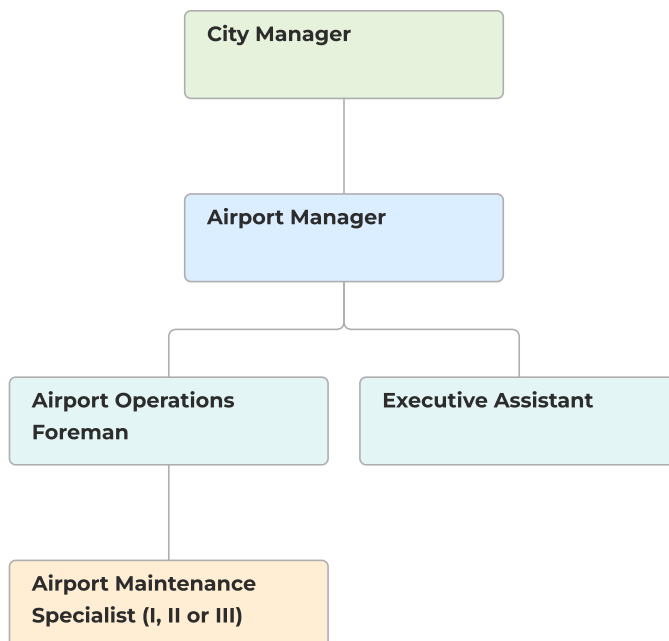 City Manager
Airport Manager
Airport Operations
Foreman
Executive Assistant
Airport Maintenance
Specialist (I, II or III)